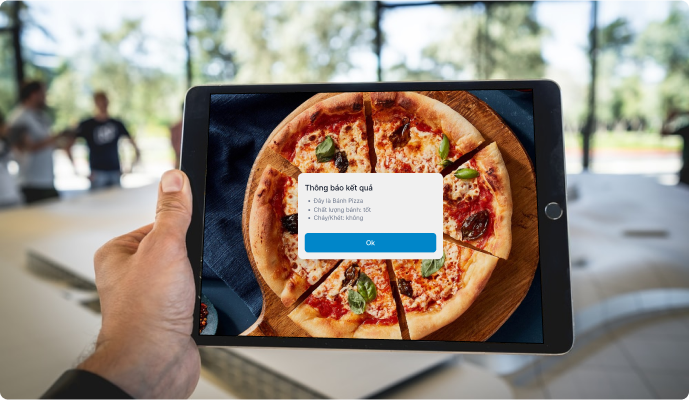 Thông báo kết quả
• Đây là Bánh Pizza
• Chất lượng bánh: tốt
• Cháy/Khét: không
Ok